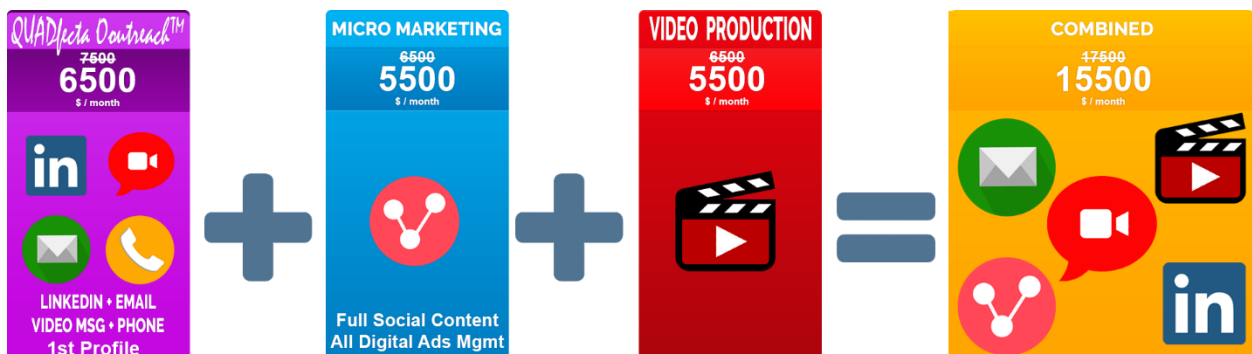 QUADfecta Ooutreach™
7500
6500
$ / month
in
LINKEDIN + EMAIL
VIDEO MSG + PHONE
1st Profile
MICRO MARKETING
6500
5500
$ / month
Full Social Content
All Digital Ads Mgmt
VIDEO PRODUCTION
6500
5500
$ / month
COMBINED
17500
15500
$ / month
in